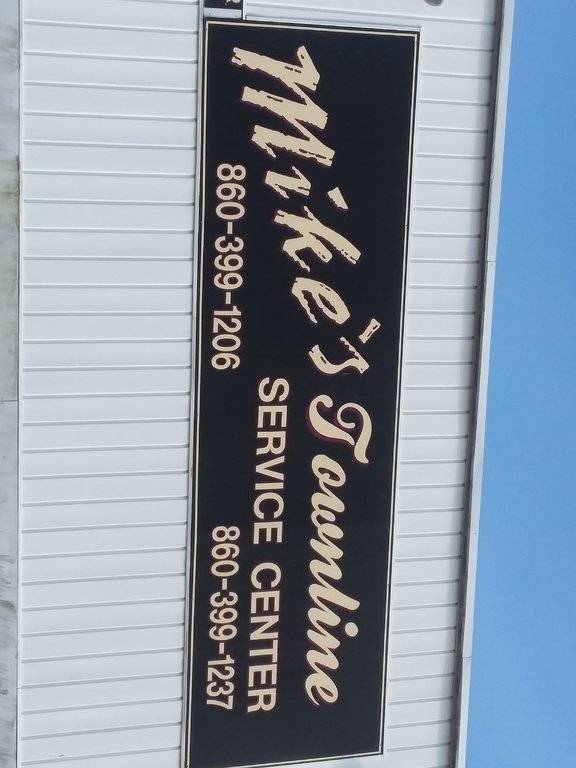 Mike's Townline
SERVICE CENTER
860-399-1206 860-399-1237